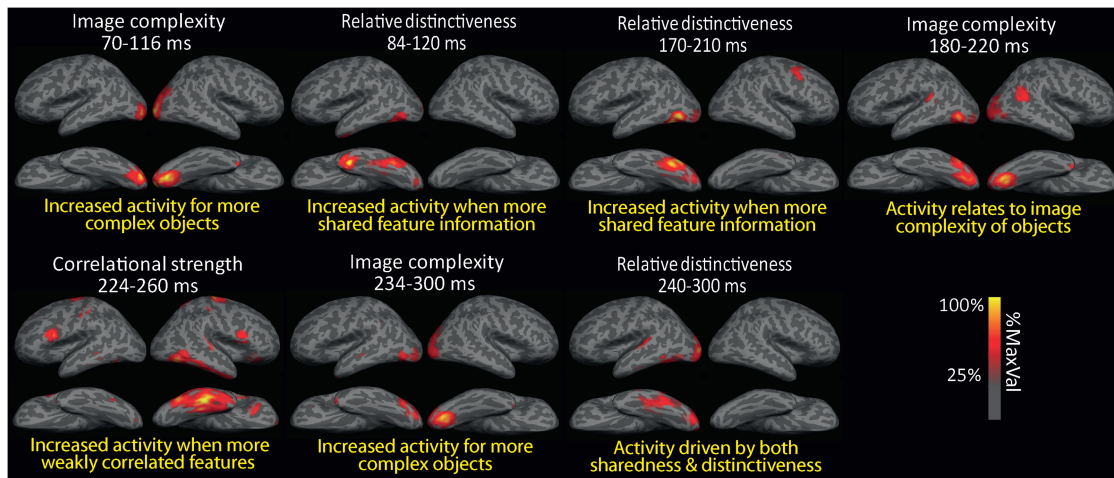 Image complexity
70-116 ms
Increased activity for more
complex objects
Relative distinctiveness
84-120 ms
Increased activity when more
shared feature information
Relative distinctiveness
170-210 ms
Increased activity when more
shared feature information
Image complexity
180-220 ms
Activity relates to image
complexity of objects
Correlational strength
224-260 ms
Increased activity when more
weakly correlated features
Image complexity
234-300 ms
Increased activity for more
complex objects
Relative distinctiveness
240-300 ms
Activity driven by both
sharedness & distinctiveness
100%
25%
%MaxVal